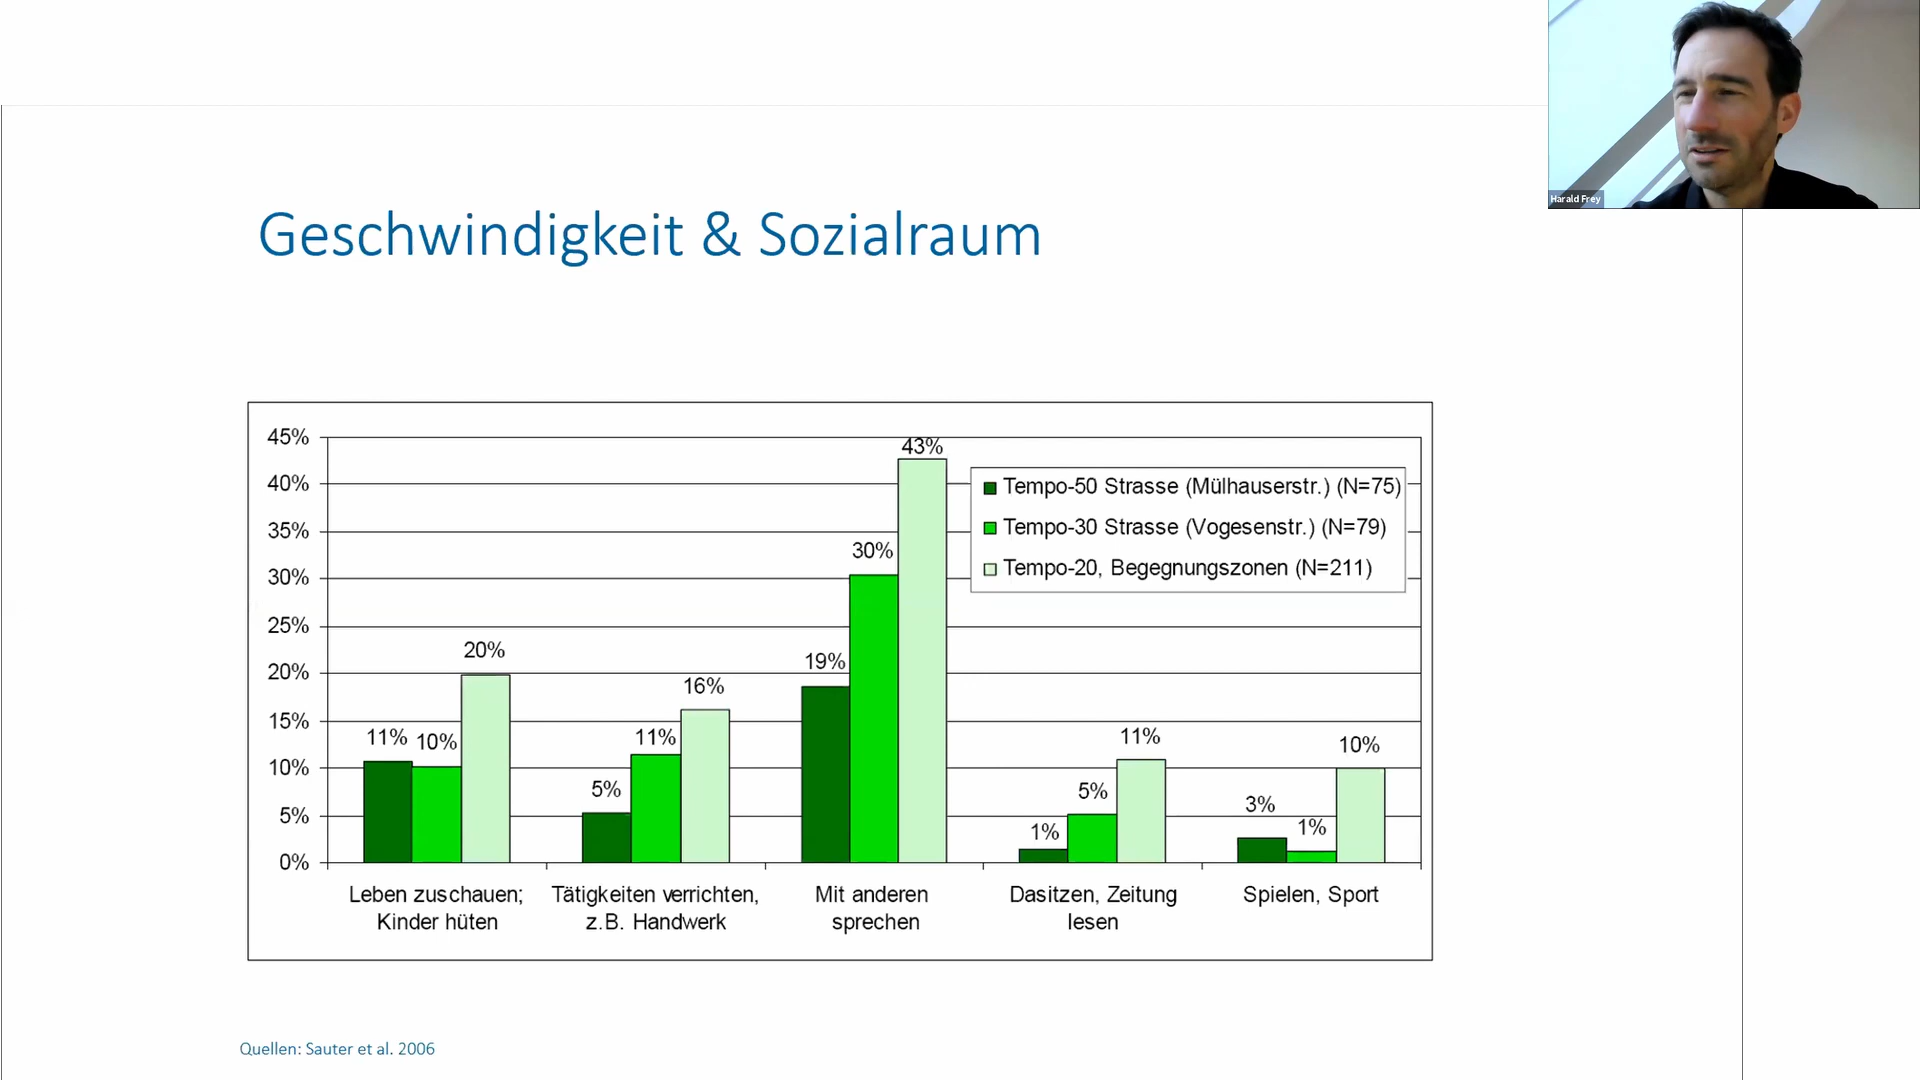 Harald Frey
Geschwindigkeit & Sozialraum
45%
40%
35%
30%
25%
20%
15%
10%
5%
0%
11%
10%
20%
5%
11%
16%
19%
30%
43%
1%
5%
11%
3%
1%
10%
Tempo-50 Strasse (Mülhauserstr.) (N=75)
Tempo-30 Strasse (Vogesenstr.) (N=79)
Tempo-20, Begegnungszonen (N=211)
Leben zuschauen;
Kinder hüten
Tätigkeiten verrichten,
z.B. Handwerk
Mit anderen
sprechen
Dasitzen, Zeitung
lesen
Spielen, Sport
Quellen: Sauter et al. 2006